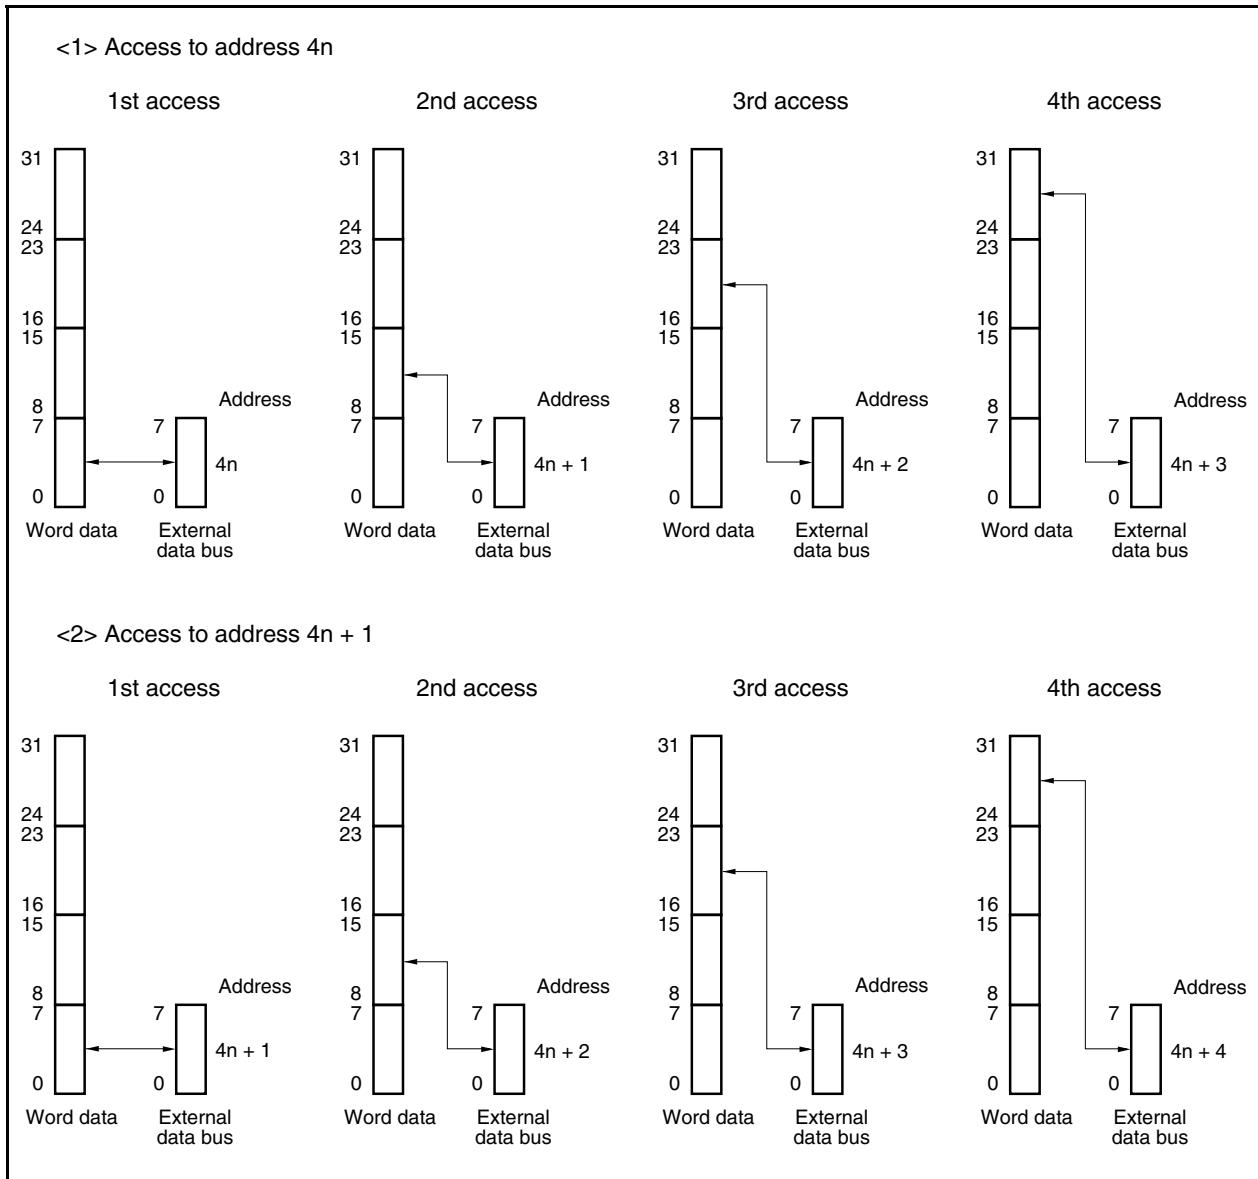 <1> Access to address 4n
1st access 2nd access 3rd access 4th access
31 31 31 31
24 24 24 24
23 23 23 23
16 16 16 16
15 15 15 15
Address Address Address Address
8 8 8 8
7 7 7 7 7 7 7 7
4n 4n + 1 4n + 2 4n + 3
0 0 0 0 0 0 0 0
Word data External Word data External Word data External Word data External
data bus data bus data bus data bus
<2> Access to address 4n + 1
1st access 2nd access 3rd access 4th access
31 31 31 31
24 24 24 24
23 23 23 23
16 16 16 16
15 15 15 15
Address Address Address Address
8 8 8 8
7 7 7 7 7 7 7 7
4n + 1 4n + 2 4n + 3 4n + 4
0 0 0 0 0 0 0 0
Word data External Word data External Word data External Word data External
data bus data bus data bus data bus